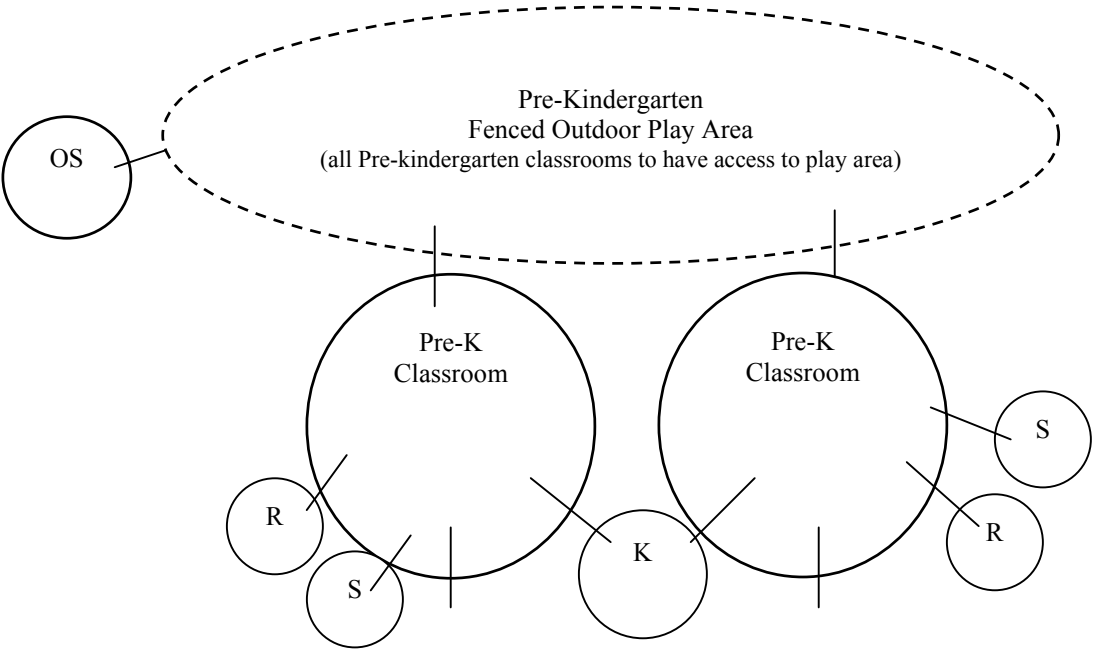 Pre-Kindergarten
Fenced Outdoor Play Area
(all Pre-kindergarten classrooms to have access to play area)
OS
Pre-K
Classroom
Pre-K
Classroom
S
R
R
K
S